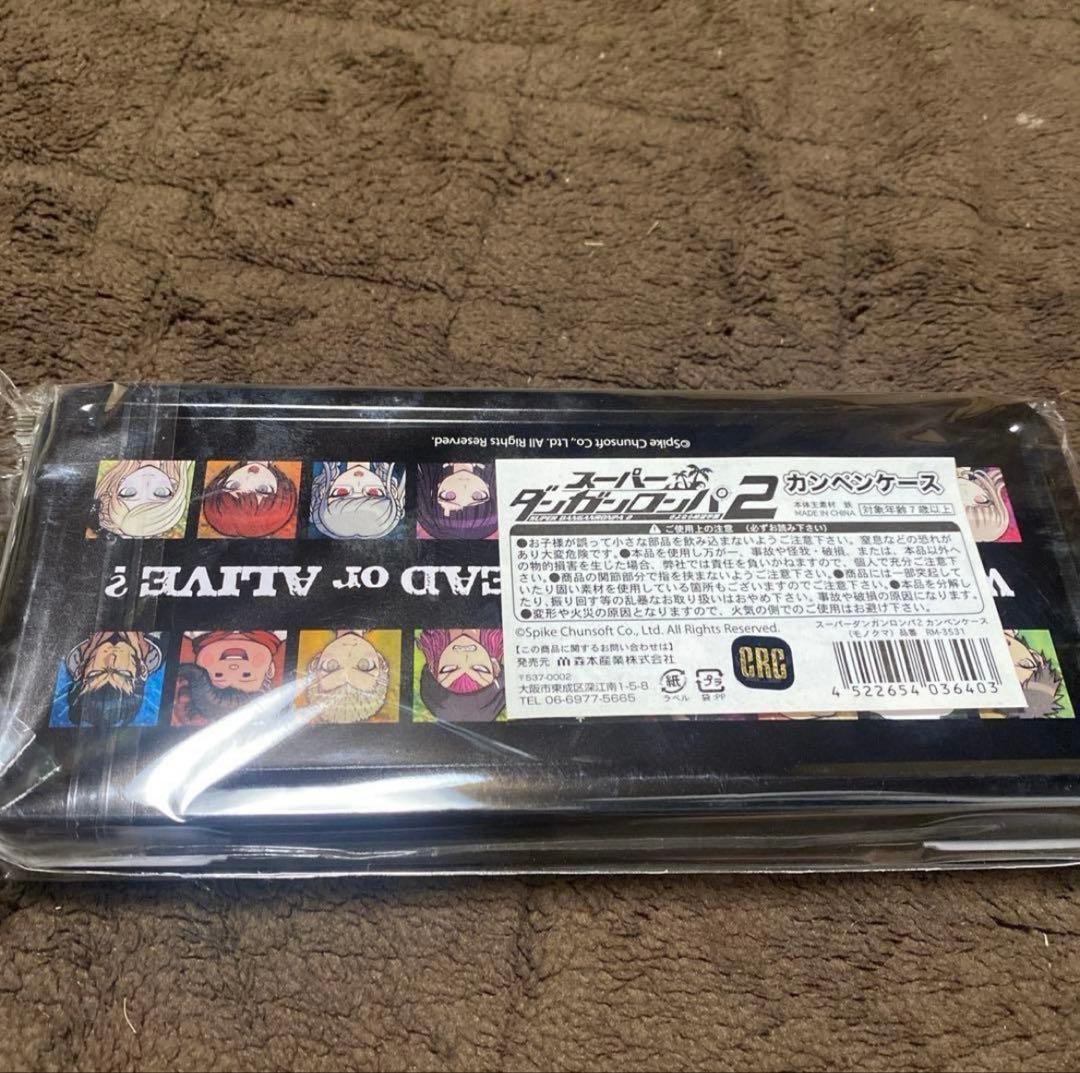 ©Spike Chunsoft Co., Ltd. All Rights Reserved.
スーパー
ダンガンロンパ2
SUPER DANGANRONPA 2
カンペンケース
本体主素材 鉄
MADE IN CHINA
対象年齢7歳以上
ご使用上の注意 (必ずお読み下さい)
●お子様が誤って小さな部品を飲み込まないようご注意下さい。窒息などの恐れが
あり大変危険です。●本品を使用し万が一、事故や怪我・破損、または、本品以外へ
の物的損害を生じた場合、弊社では責任を負いかねますので、個人で充分ご注意下さ
い。●商品の関節部分で指を挟まないようご注意下さい。●商品には一部突起して
いたり固い素材を使用している箇所もございますのでご注意下さい。●本品を分解し
たり、振り回す等の乱暴なお取り扱いはおやめ下さい。事故や破損の原因になります。
●変形や火災の原因となりますので、火気の側でのご使用はお避け下さい。
©Spike Chunsoft Co., Ltd. All Rights Reserved.
スーパーダンガンロンパ2 カンペンケース
(モノクマ) 品番 RM-3531
【この商品に関するお問い合わせは】
発売元 森本産業株式会社
〒537-0002
大阪市東成区深江南1-5-8
TEL 06-6977-5665
紙
ラベル
プラ
袋:PP
CRC
4 522654 036403
EAD or ALIVE?